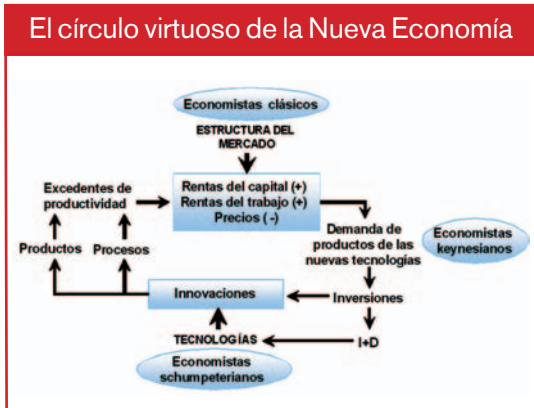 El círculo virtuoso de la Nueva Economía
Economistas clásicos
ESTRUCTURA DEL
MERCADO
Excedentes de
productividad
Rentas del capital (+)
Rentas del trabajo (+)
Precios (-)
Demanda de
productos de las
nuevas tecnologías
Economistas
keynesianos
Productos
Procesos
Innovaciones
Inversiones
TECNOLOGÍAS
I+D
Economistas
schumpeterianos